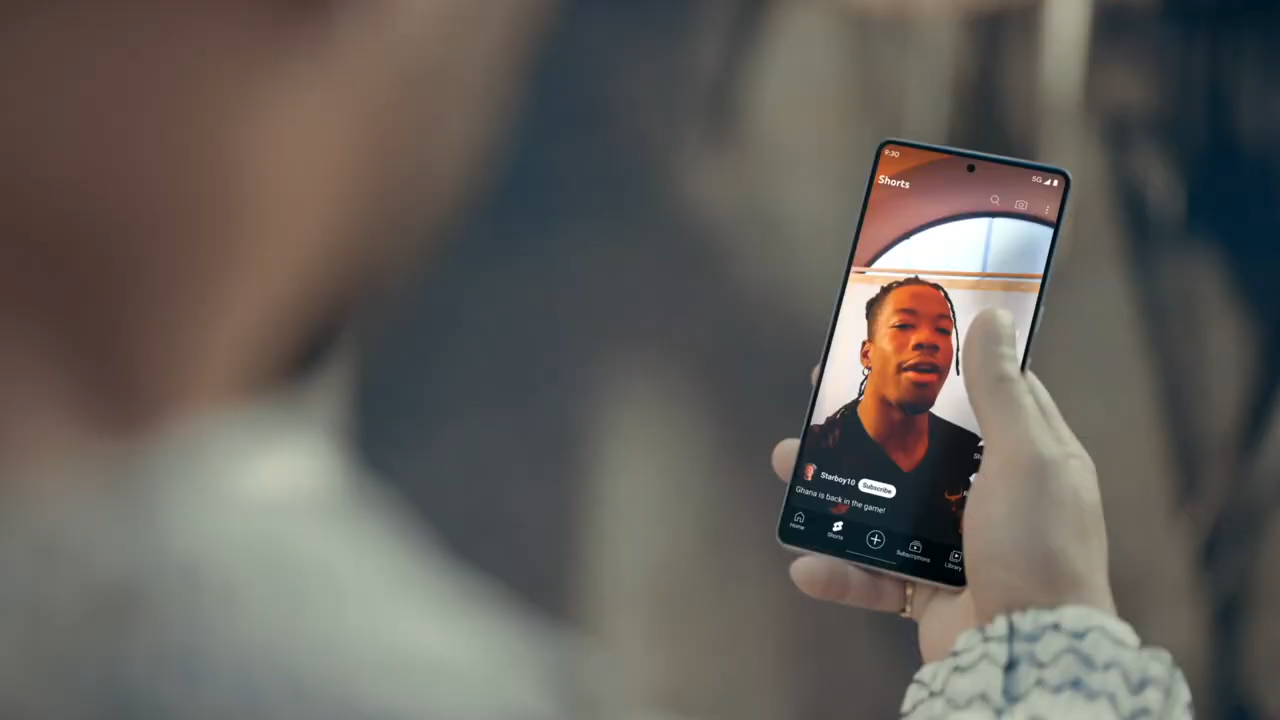 9:30
5G
Shorts
Starboy10 Subscribe
Ghana is back in the game!
Home
Shorts
Subscriptions
Library